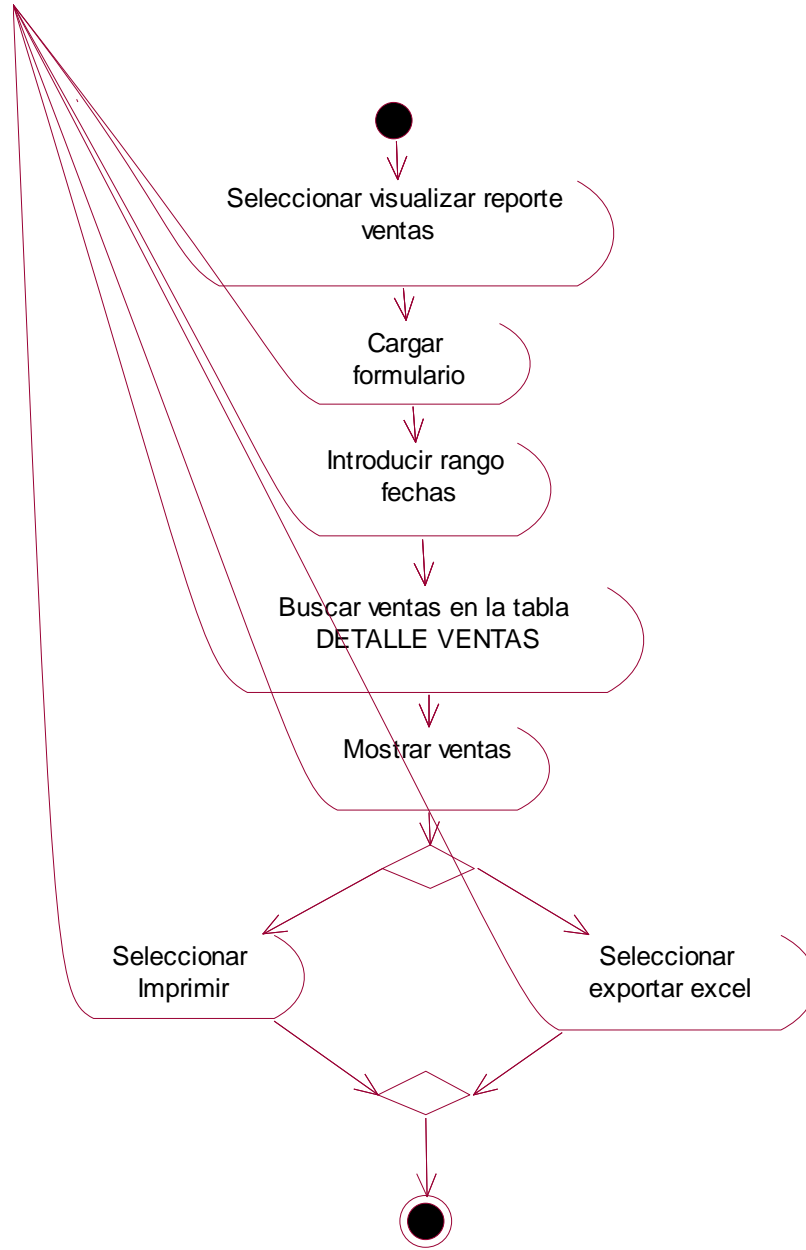 Seleccionar visualizar reporte
ventas
Cargar
formulario
Introducir rango
fechas
Buscar ventas en la tabla
DETALLE VENTAS
Mostrar ventas
Seleccionar
Imprimir
Seleccionar
exportar excel